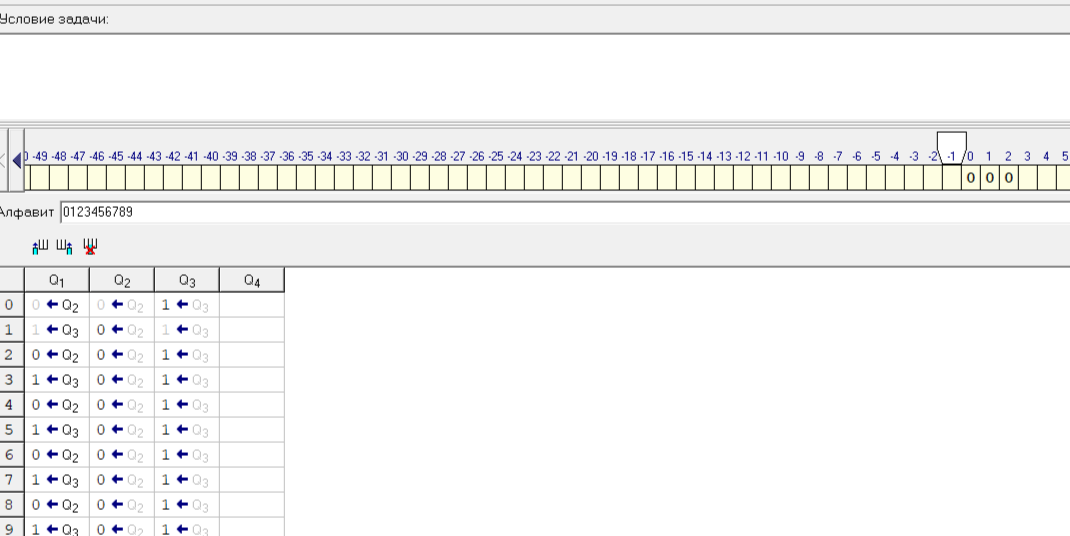 Условие задачи:
-49 -48 -47 -46 -45 -44 -43 -42 -41 -40 -39 -38 -37 -36 -35 -34 -33 -32 -31 -30 -29 -28 -27 -26 -25 -24 -23 -22 -21 -20 -19 -18 -17 -16 -15 -14 -13 -12 -11 -10 -9 -8 -7 -6 -5 -4 -3 -2 -1 0 1 2 3 4 5
0 0 0
Алфавит 0123456789
Q1 Q2 Q3 Q4
0 0 ← Q2 0 ← Q2 1 ← Q3
1 1 ← Q3 0 ← Q2 1 ← Q3
2 0 ← Q2 0 ← Q2 1 ← Q3
3 1 ← Q3 0 ← Q2 1 ← Q3
4 0 ← Q2 0 ← Q2 1 ← Q3
5 1 ← Q3 0 ← Q2 1 ← Q3
6 0 ← Q2 0 ← Q2 1 ← Q3
7 1 ← Q3 0 ← Q2 1 ← Q3
8 0 ← Q2 0 ← Q2 1 ← Q3
9 1 ← Q3 0 ← Q2 1 ← Q3